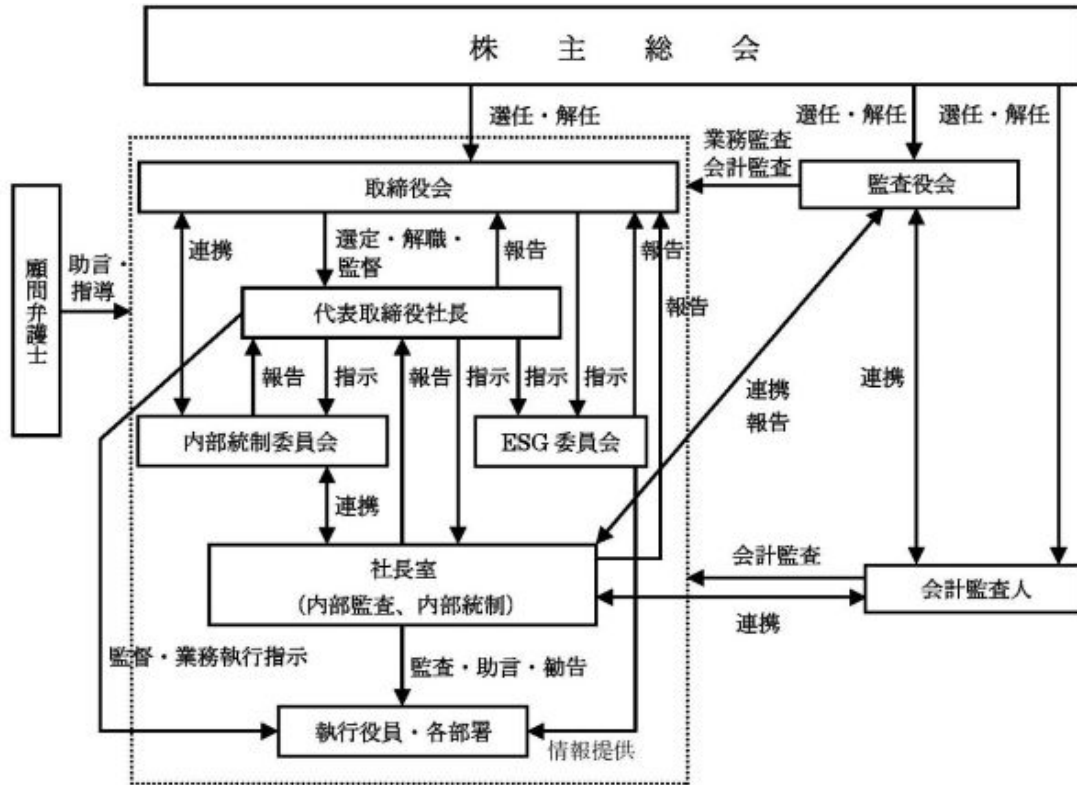 株主総会
選任・解任
選任・解任
選任・解任
業務監査
会計監査
取締役会
監査役会
顧問弁護士
助言・
指導
連携
選定・解職・
監督
報告
報告
報告
代表取締役社長
報告
指示
報告
指示
指示
指示
連携
報告
連携
内部統制委員会
ESG 委員会
連携
社長室
(内部監査、内部統制)
会計監査
会計監査人
連携
監督・業務執行指示
監査・助言・勧告
執行役員・各部署
情報提供